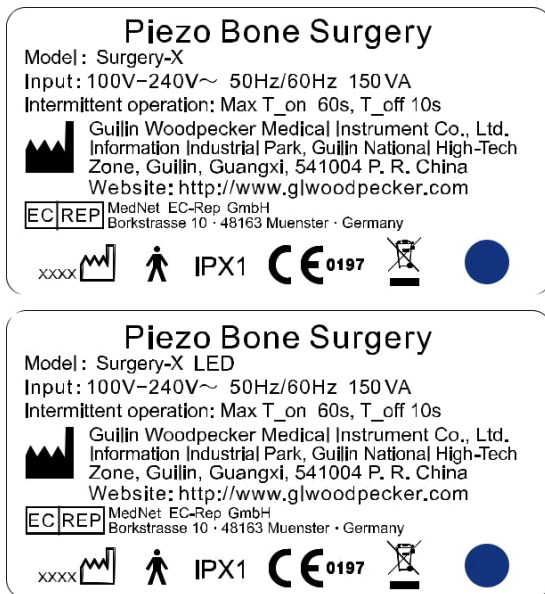 Piezo Bone Surgery
Model: Surgery-X
Input: 100V-240V~ 50Hz/60Hz 150VA
Intermittent operation: Max T_on 60s, T_off 10s
Guilin Woodpecker Medical Instrument Co., Ltd.
Information Industrial Park, Guilin National High-Tech
Zone, Guilin, Guangxi, 541004 P. R. China
Website: http://www.glwoodpecker.com
EC REP MedNet EC-Rep GmbH
Borkstrasse 10 · 48163 Muenster · Germany
xxxx IPX1 CE 0197
Piezo Bone Surgery
Model: Surgery-X LED
Input: 100V-240V~ 50Hz/60Hz 150VA
Intermittent operation: Max T_on 60s, T_off 10s
Guilin Woodpecker Medical Instrument Co., Ltd.
Information Industrial Park, Guilin National High-Tech
Zone, Guilin, Guangxi, 541004 P. R. China
Website: http://www.glwoodpecker.com
EC REP MedNet EC-Rep GmbH
Borkstrasse 10 · 48163 Muenster · Germany
xxxx IPX1 CE 0197